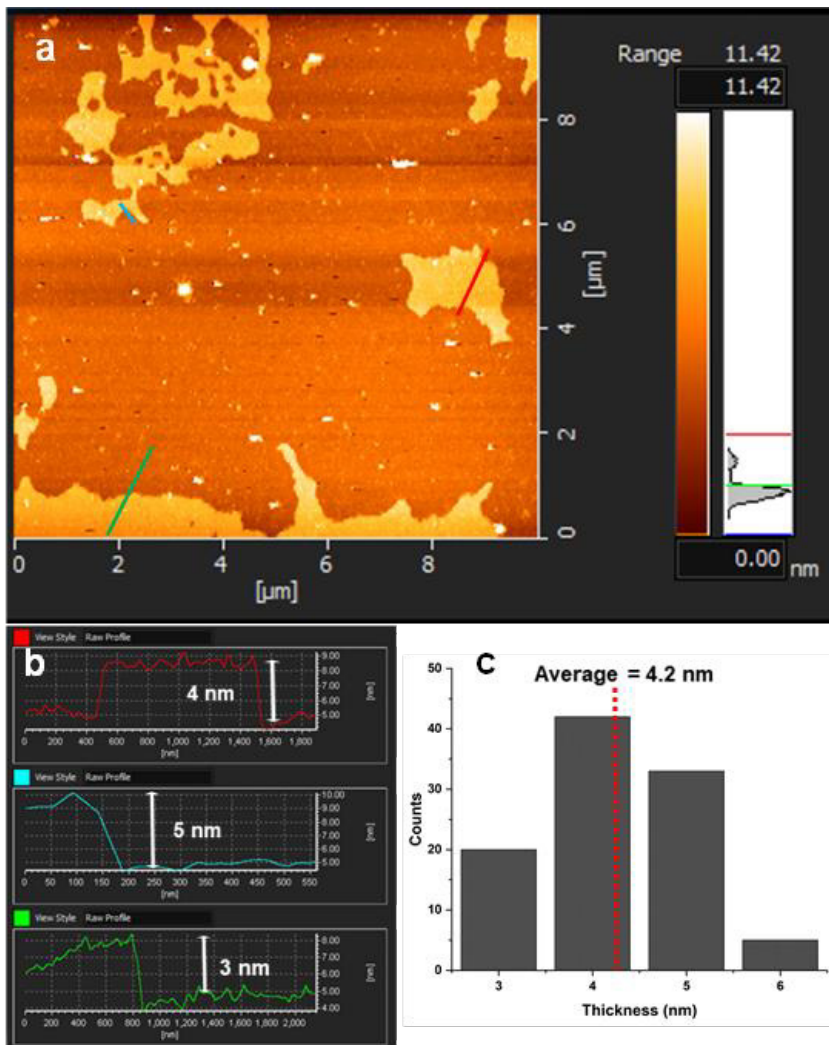 a
Range 11.42
11.42
0.00 nm
8
6
4
2
0
[μm]
0 2 4 6 8
[μm]
b
View Style Raw Profile
4 nm
9.00
8.00
7.00
6.00
5.00
[nm]
0 200 400 600 800 1,000 1,200 1,400 1,600 1,800
[nm]
View Style Raw Profile
5 nm
10.00
9.00
8.00
7.00
6.00
5.00
[nm]
0 50 100 150 200 250 300 350 400 450 500 550
[nm]
View Style Raw Profile
3 nm
8.00
7.00
6.00
5.00
4.00
[nm]
0 200 400 600 800 1,000 1,200 1,400 1,600 1,800 2,000
[nm]
c
Average = 4.2 nm
50
40
30
20
10
0
Counts
3 4 5 6
Thickness (nm)